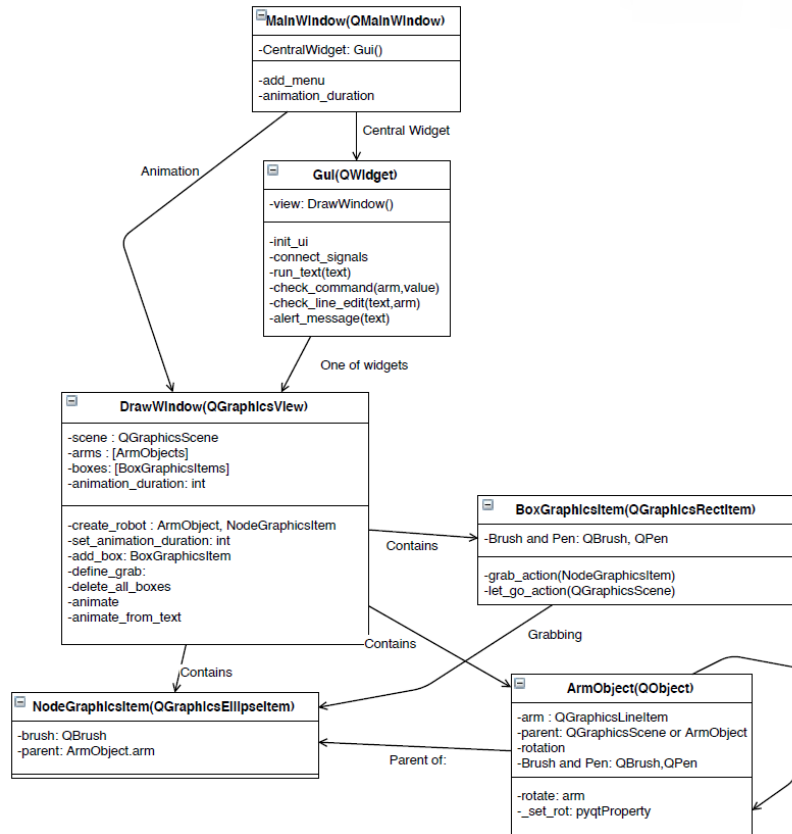 MainWindow(QMainWindow)
-CentralWidget: Gui()
-add_menu
-animation_duration
Central Widget
Animation
Gui(QWidget)
-view: DrawWindow()
-init_ui
-connect_signals
-run_text(text)
-check_command(arm,value)
-check_line_edit(text,arm)
-alert_message(text)
One of widgets
DrawWindow(QGraphicsView)
-scene : QGraphicsScene
-arms : [ArmObjects]
-boxes: [BoxGraphicsItems]
-animation_duration: int
-create_robot : ArmObject, NodeGraphicsItem
-set_animation_duration: int
-add_box: BoxGraphicsItem
-define_grab:
-delete_all_boxes
-animate
-animate_from_text
Contains
BoxGraphicsItem(QGraphicsRectItem)
-Brush and Pen: QBrush, QPen
-grab_action(NodeGraphicsItem)
-let_go_action(QGraphicsScene)
Grabbing
Contains
Contains
NodeGraphicsItem(QGraphicsEllipseItem)
-brush: QBrush
-parent: ArmObject.arm
Parent of:
ArmObject(QObject)
-arm : QGraphicsLineItem
-parent: QGraphicsScene or ArmObject
-rotation
-Brush and Pen: QBrush,QPen
-rotate: arm
-_set_rot: pyqtProperty